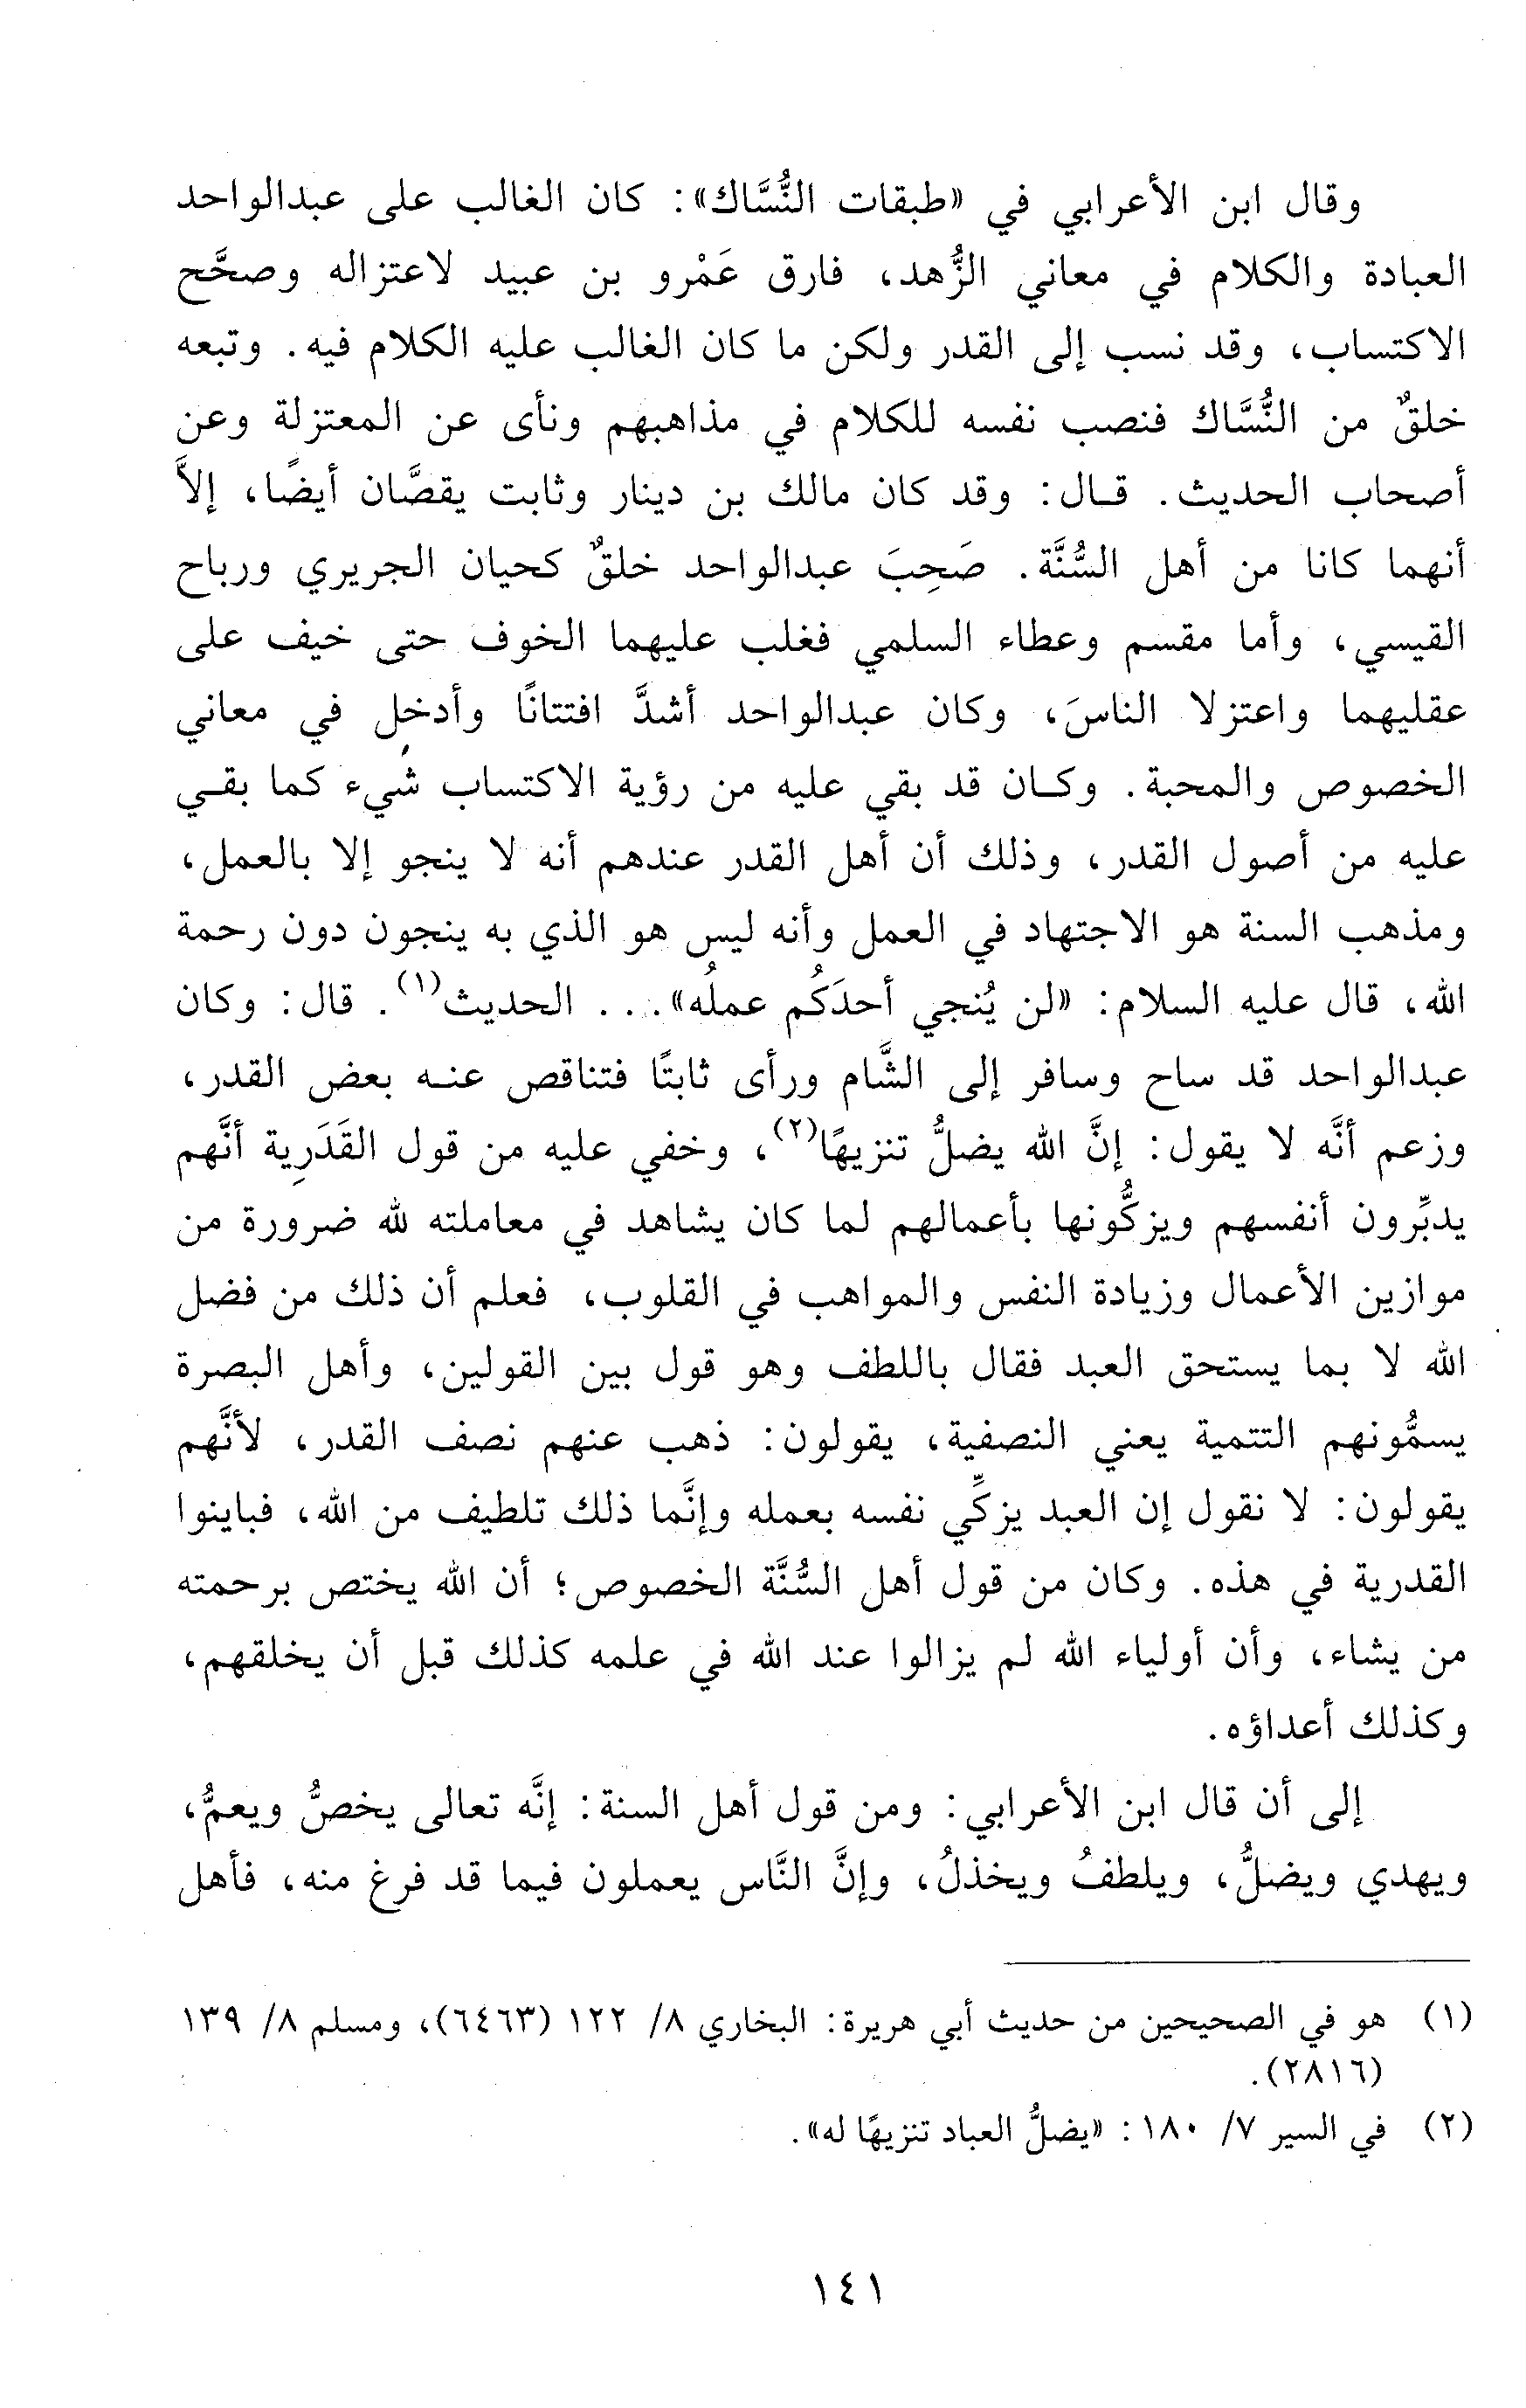 وقال ابن الأعرابي في «طبقات النُّسَّاك»: كان الغالب على عبدالواحد
العبادة والكلام في معاني الزُّهد، فارق عَمْرو بن عبيد لاعتزاله وصحَّح
الاكتساب، وقد نسب إلى القدر ولكن ما كان الغالب عليه الكلام فيه. وتبعه
خلقٌ من النُّسَّاك فنصب نفسه للكلام في مذاهبهم ونأى عن المعتزلة وعن
أصحاب الحديث. قال: وقد كان مالك بن دينار وثابت يقصَّان أيضًا، إلاَّ
أنهما كانا من أهل السُّنَّة. صَحِبَ عبدالواحد خلقٌ كحيان الجريري ورباح
القيسي، وأما مقسم وعطاء السلمي فغلب عليهما الخوف حتى خيف على
عقليهما واعتزلا الناسَ، وكان عبدالواحد أشدَّ افتتانًا وأدخل في معاني
الخصوص والمحبة. وكان قد بقي عليه من رؤية الاكتساب شيء كما بقي
عليه من أصول القدر، وذلك أن أهل القدر عندهم أنه لا ينجو إلا بالعمل،
ومذهب السنة هو الاجتهاد في العمل وأنه ليس هو الذي به ينجون دون رحمة
الله، قال عليه السلام: «لن يُنجي أحدَكُم عملُه»... الحديث(١). قال: وكان
عبدالواحد قد ساح وسافر إلى الشَّام ورأى ثابتًا فتناقص عنه بعض القدر،
وزعم أنَّه لا يقول: إنَّ الله يضلُّ تنزيهًا(٢)، وخفي عليه من قول القَدَرِية أنَّهم
يدبِّرون أنفسهم ويزكُّونها بأعمالهم لما كان يشاهد في معاملته لله ضرورة من
موازين الأعمال وزيادة النفس والمواهب في القلوب، فعلم أن ذلك من فضل
الله لا بما يستحق العبد فقال باللطف وهو قول بين القولين، وأهل البصرة
يسمُّونهم التتمية يعني النصفية، يقولون: ذهب عنهم نصف القدر، لأنَّهم
يقولون: لا نقول إن العبد يزكِّي نفسه بعمله وإنَّما ذلك تلطيف من الله، فباينوا
القدرية في هذه. وكان من قول أهل السُّنَّة الخصوص؛ أن الله يختص برحمته
من يشاء، وأن أولياء الله لم يزالوا عند الله في علمه كذلك قبل أن يخلقهم،
وكذلك أعداؤه.
إلى أن قال ابن الأعرابي: ومن قول أهل السنة: إنَّه تعالى يخصُّ ويعمُّ،
ويهدي ويضلُّ، ويلطفُ ويخذلُ، وإنَّ النَّاس يعملون فيما قد فرغ منه، فأهل
(١) هو في الصحيحين من حديث أبي هريرة: البخاري ٨/ ١٢٢ (٦٤٦٣)، ومسلم ٨/ ١٣٩
(٢٨١٦).
(٢) في السير ٧/ ١٨٠: «يضلُّ العباد تنزيهًا له».
١٤١